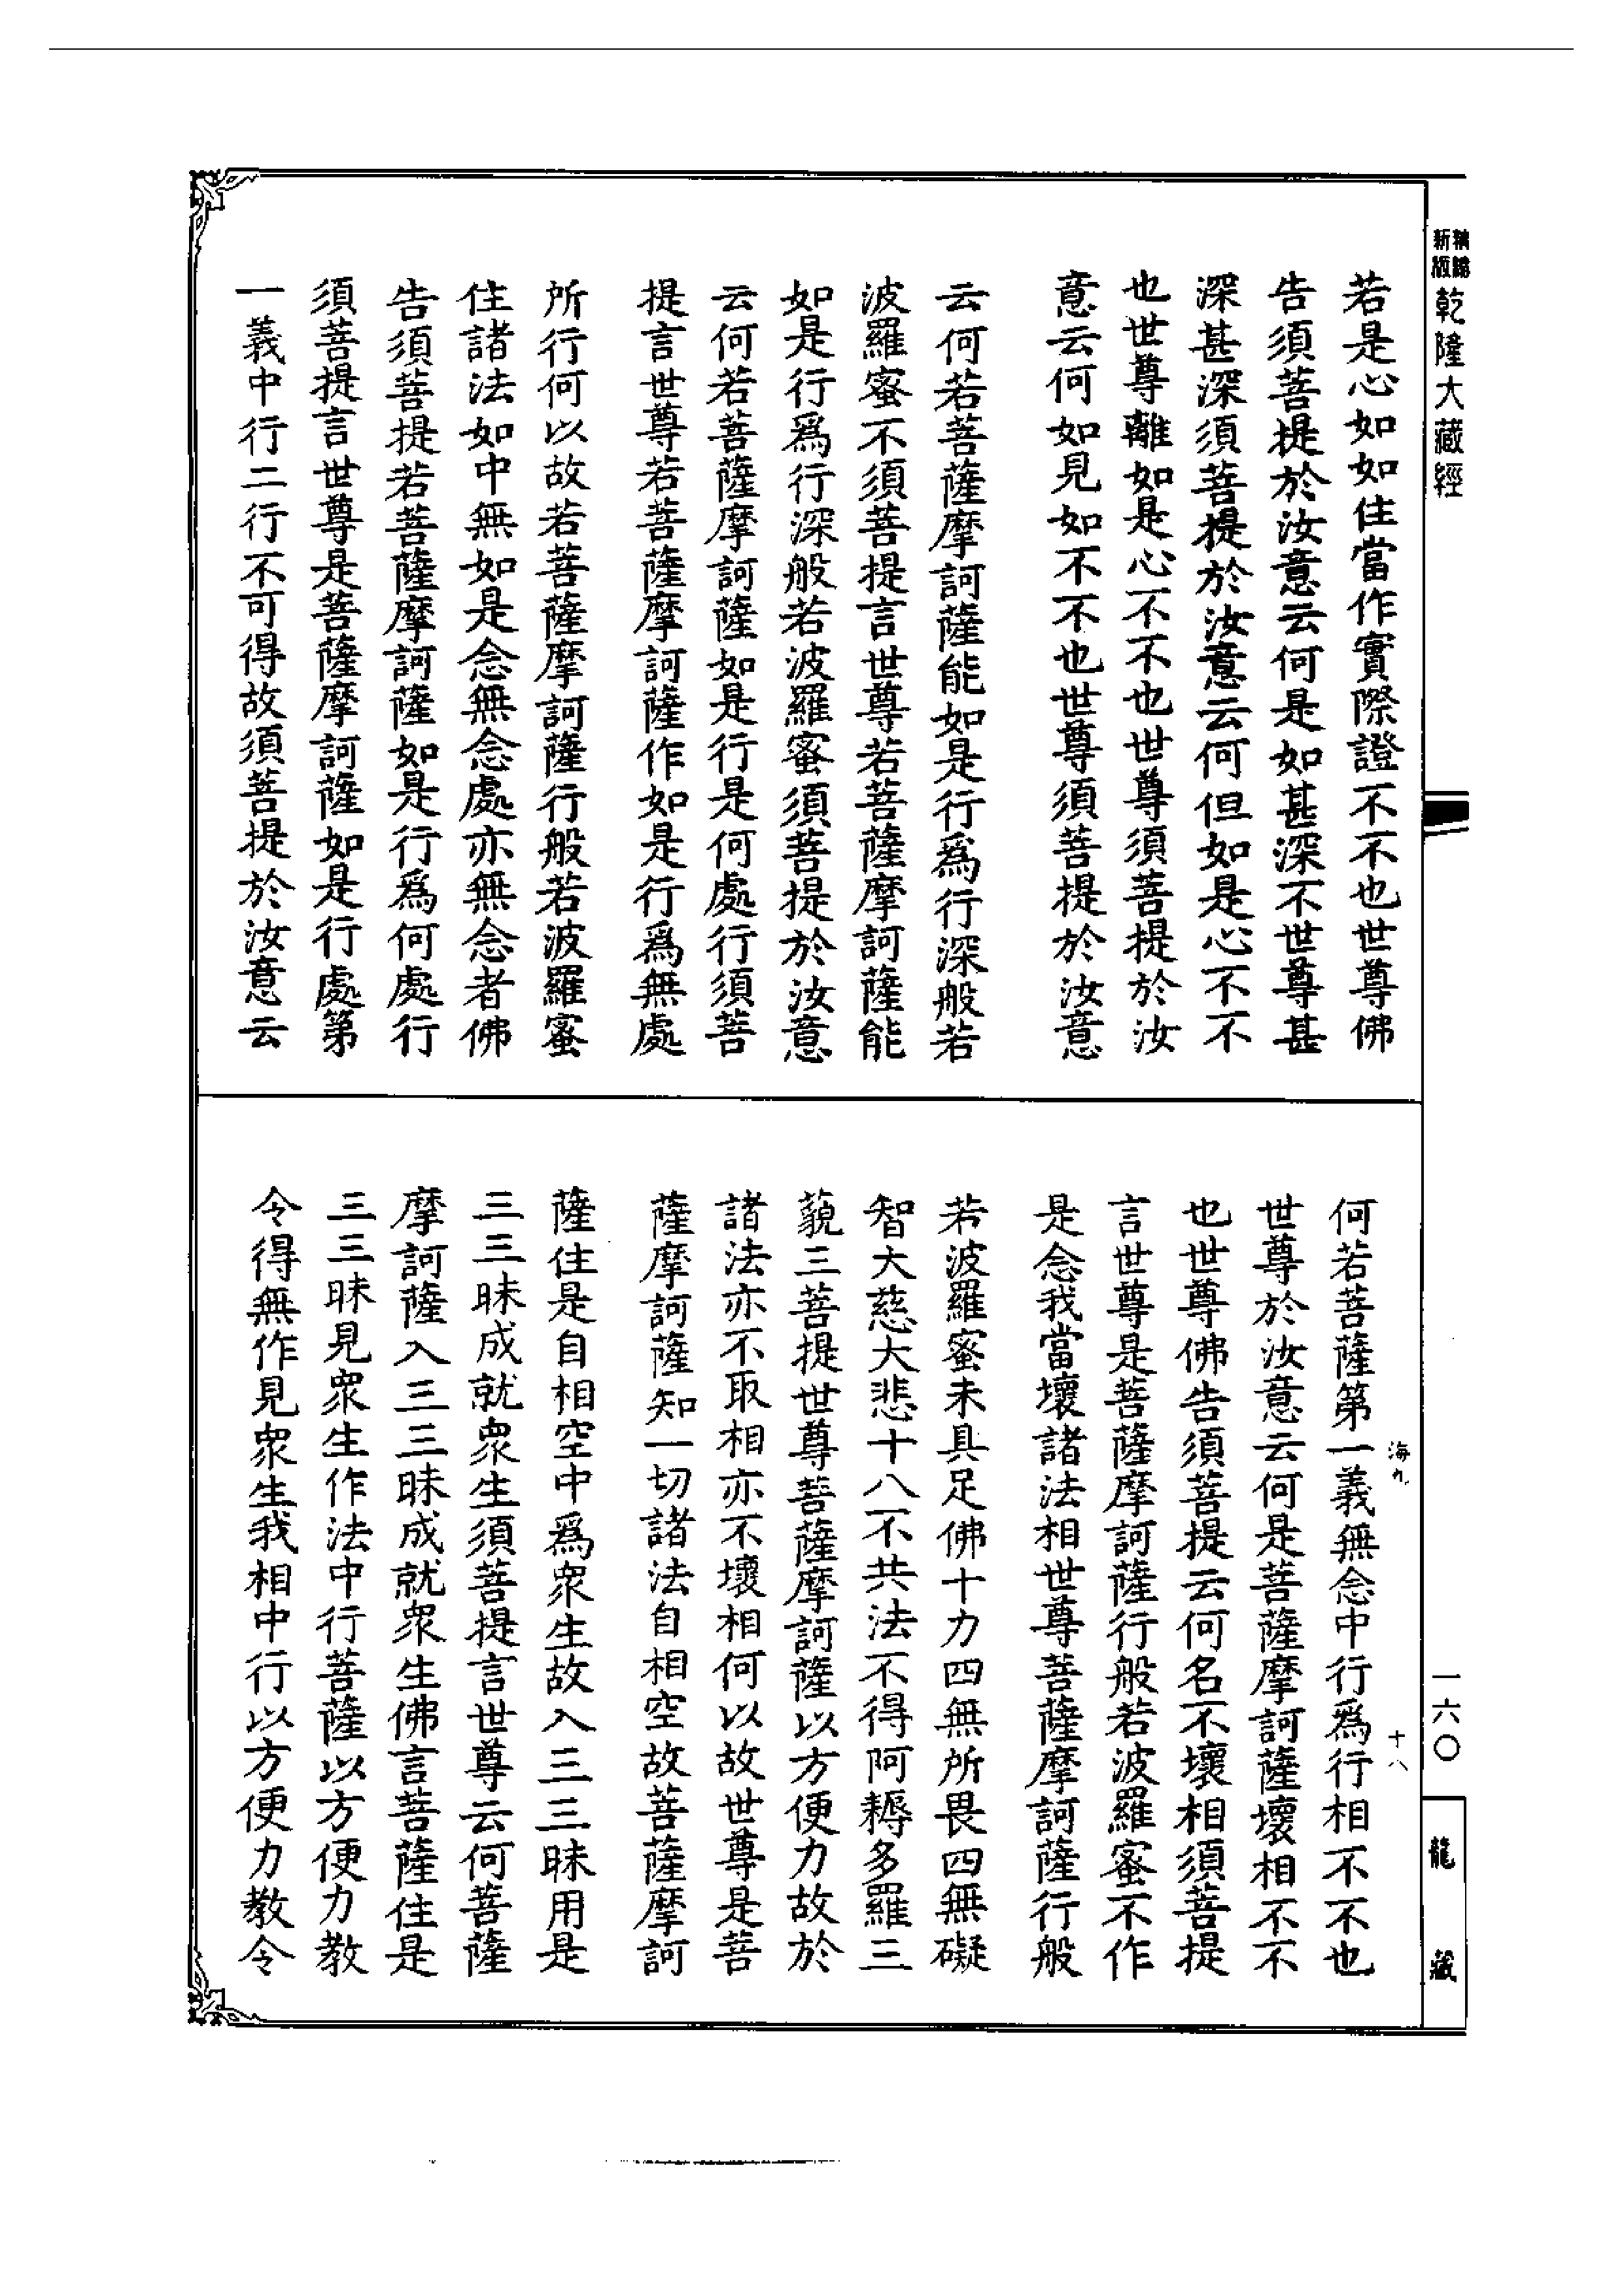 精縮
新版
乾隆大藏經
若是心如如住當作實際證不不也世尊佛
告須菩提於汝意云何是如甚深不世尊甚
深甚深須菩提於汝意云何但如是心不不
也世尊離如是心不不也世尊須菩提於汝
意云何如見如不不也世尊須菩提於汝意
云何若菩薩摩訶薩能如是行爲行深般若
波羅蜜不須菩提言世尊若菩薩摩訶薩能
如是行爲行深般若波羅蜜須菩提於汝意
云何若菩薩摩訶薩如是行是何處行須菩
提言世尊若菩薩摩訶薩作如是行爲無處
所行何以故若菩薩摩訶薩行般若波羅蜜
住諸法如中無如是念無念處亦無念者佛
告須菩提若菩薩摩訶薩如是行爲何處行
須菩提言世尊是菩薩摩訶薩如是行處第
一義中行二行不可得故須菩提於汝意云
何若菩薩第一義無念中行爲行相不不也
世尊於汝意云何是菩薩摩訶薩壞相不不
也世尊佛告須菩提云何名不壞相須菩提
言世尊是菩薩摩訶薩行般若波羅蜜不作
是念我當壞諸法相世尊菩薩摩訶薩行般
若波羅蜜未具足佛十力四無所畏四無礙
智大慈大悲十八不共法不得阿耨多羅三
藐三菩提世尊菩薩摩訶薩以方便力故於
諸法亦不取相亦不壞相何以故世尊是菩
薩摩訶薩知一切諸法自相空故菩薩摩訶
薩住是自相空中爲衆生故入三三昧用是
三三昧成就衆生須菩提言世尊云何菩薩
摩訶薩入三三昧成就衆生佛言菩薩住是
三三昧見衆生作法中行菩薩以方便力教
令得無作見衆生我相中行以方便力教令
海九
十八
一六〇
龍藏